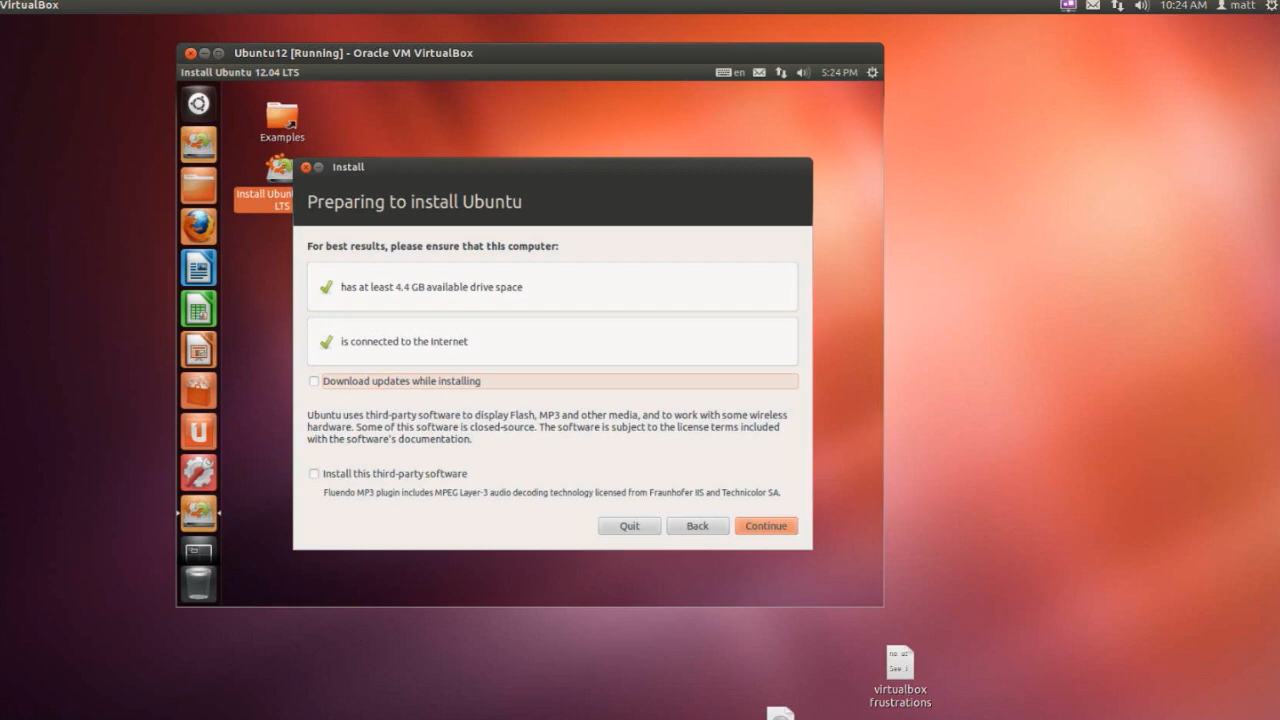 VirtualBox
10:24 AM
matt
Ubuntu12 [Running] - Oracle VM VirtualBox
Install Ubuntu 12.04 LTS
en
5:24 PM
Examples
Install Ubun
LTS
Install
Preparing to install Ubuntu
For best results, please ensure that this computer:
has at least 4.4 GB available drive space
is connected to the Internet
Download updates while installing
Ubuntu uses third-party software to display Flash, MP3 and other media, and to work with some wireless
hardware. Some of this software is closed-source. The software is subject to the license terms included
with the software's documentation.
Install this third-party software
Fluendo MP3 plugin includes MPEG Layer-3 audio decoding technology licensed from Fraunhofer IIS and Technicolor SA.
Quit
Back
Continue
virtualbox
frustrations